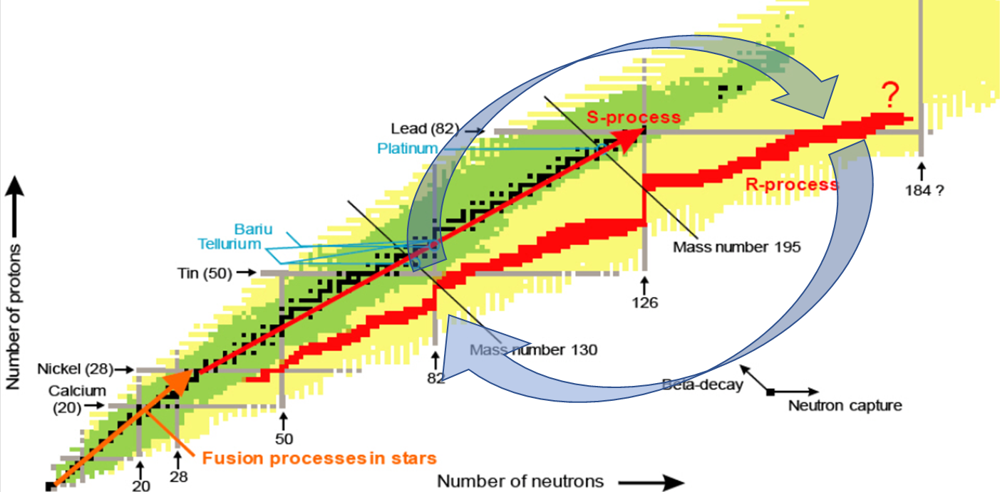 ?
S-process
Lead (82)
Platinum
R-process
184 ?
Bariu
Tellurium
Mass number 195
Tin (50)
126
Number of protons
Mass number 130
Nickel (28)
82
Beta-decay
Calcium
(20)
Neutron capture
50
Fusion processes in stars
28
20
Number of neutrons